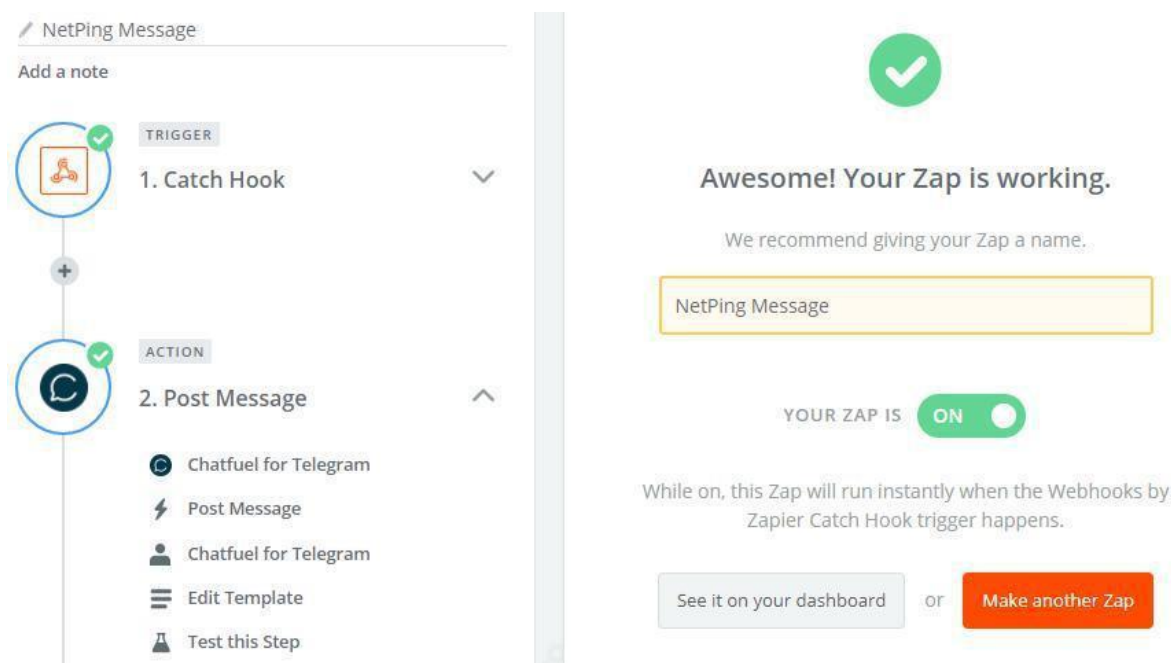 NetPing Message
Add a note
TRIGGER
1. Catch Hook
ACTION
2. Post Message
Chatfuel for Telegram
Post Message
Chatfuel for Telegram
Edit Template
Test this Step
Awesome! Your Zap is working.
We recommend giving your Zap a name.
NetPing Message
YOUR ZAP IS ON
While on, this Zap will run instantly when the Webhooks by
Zapier Catch Hook trigger happens.
See it on your dashboard or Make another Zap